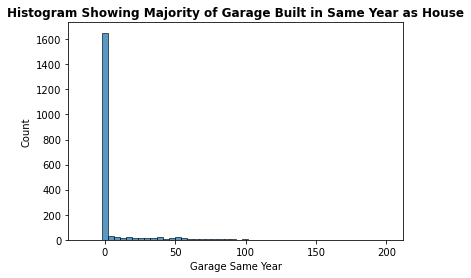 Histogram Showing Majority of Garage Built in Same Year as House
1600
1400
1200
1000
800
600
400
200
0
Count
0 50 100 150 200
Garage Same Year